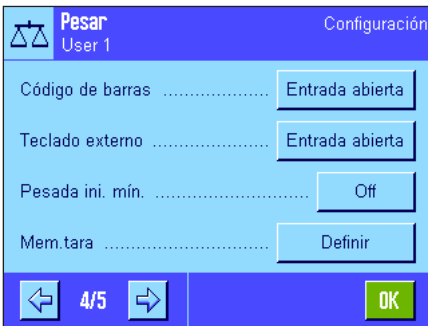 Pesar Configuración
User 1
Código de barras ..................... Entrada abierta
Teclado externo ...................... Entrada abierta
Pesada ini. mín. ............................. Off
Mem.tara .............................. Definir
4/5 OK